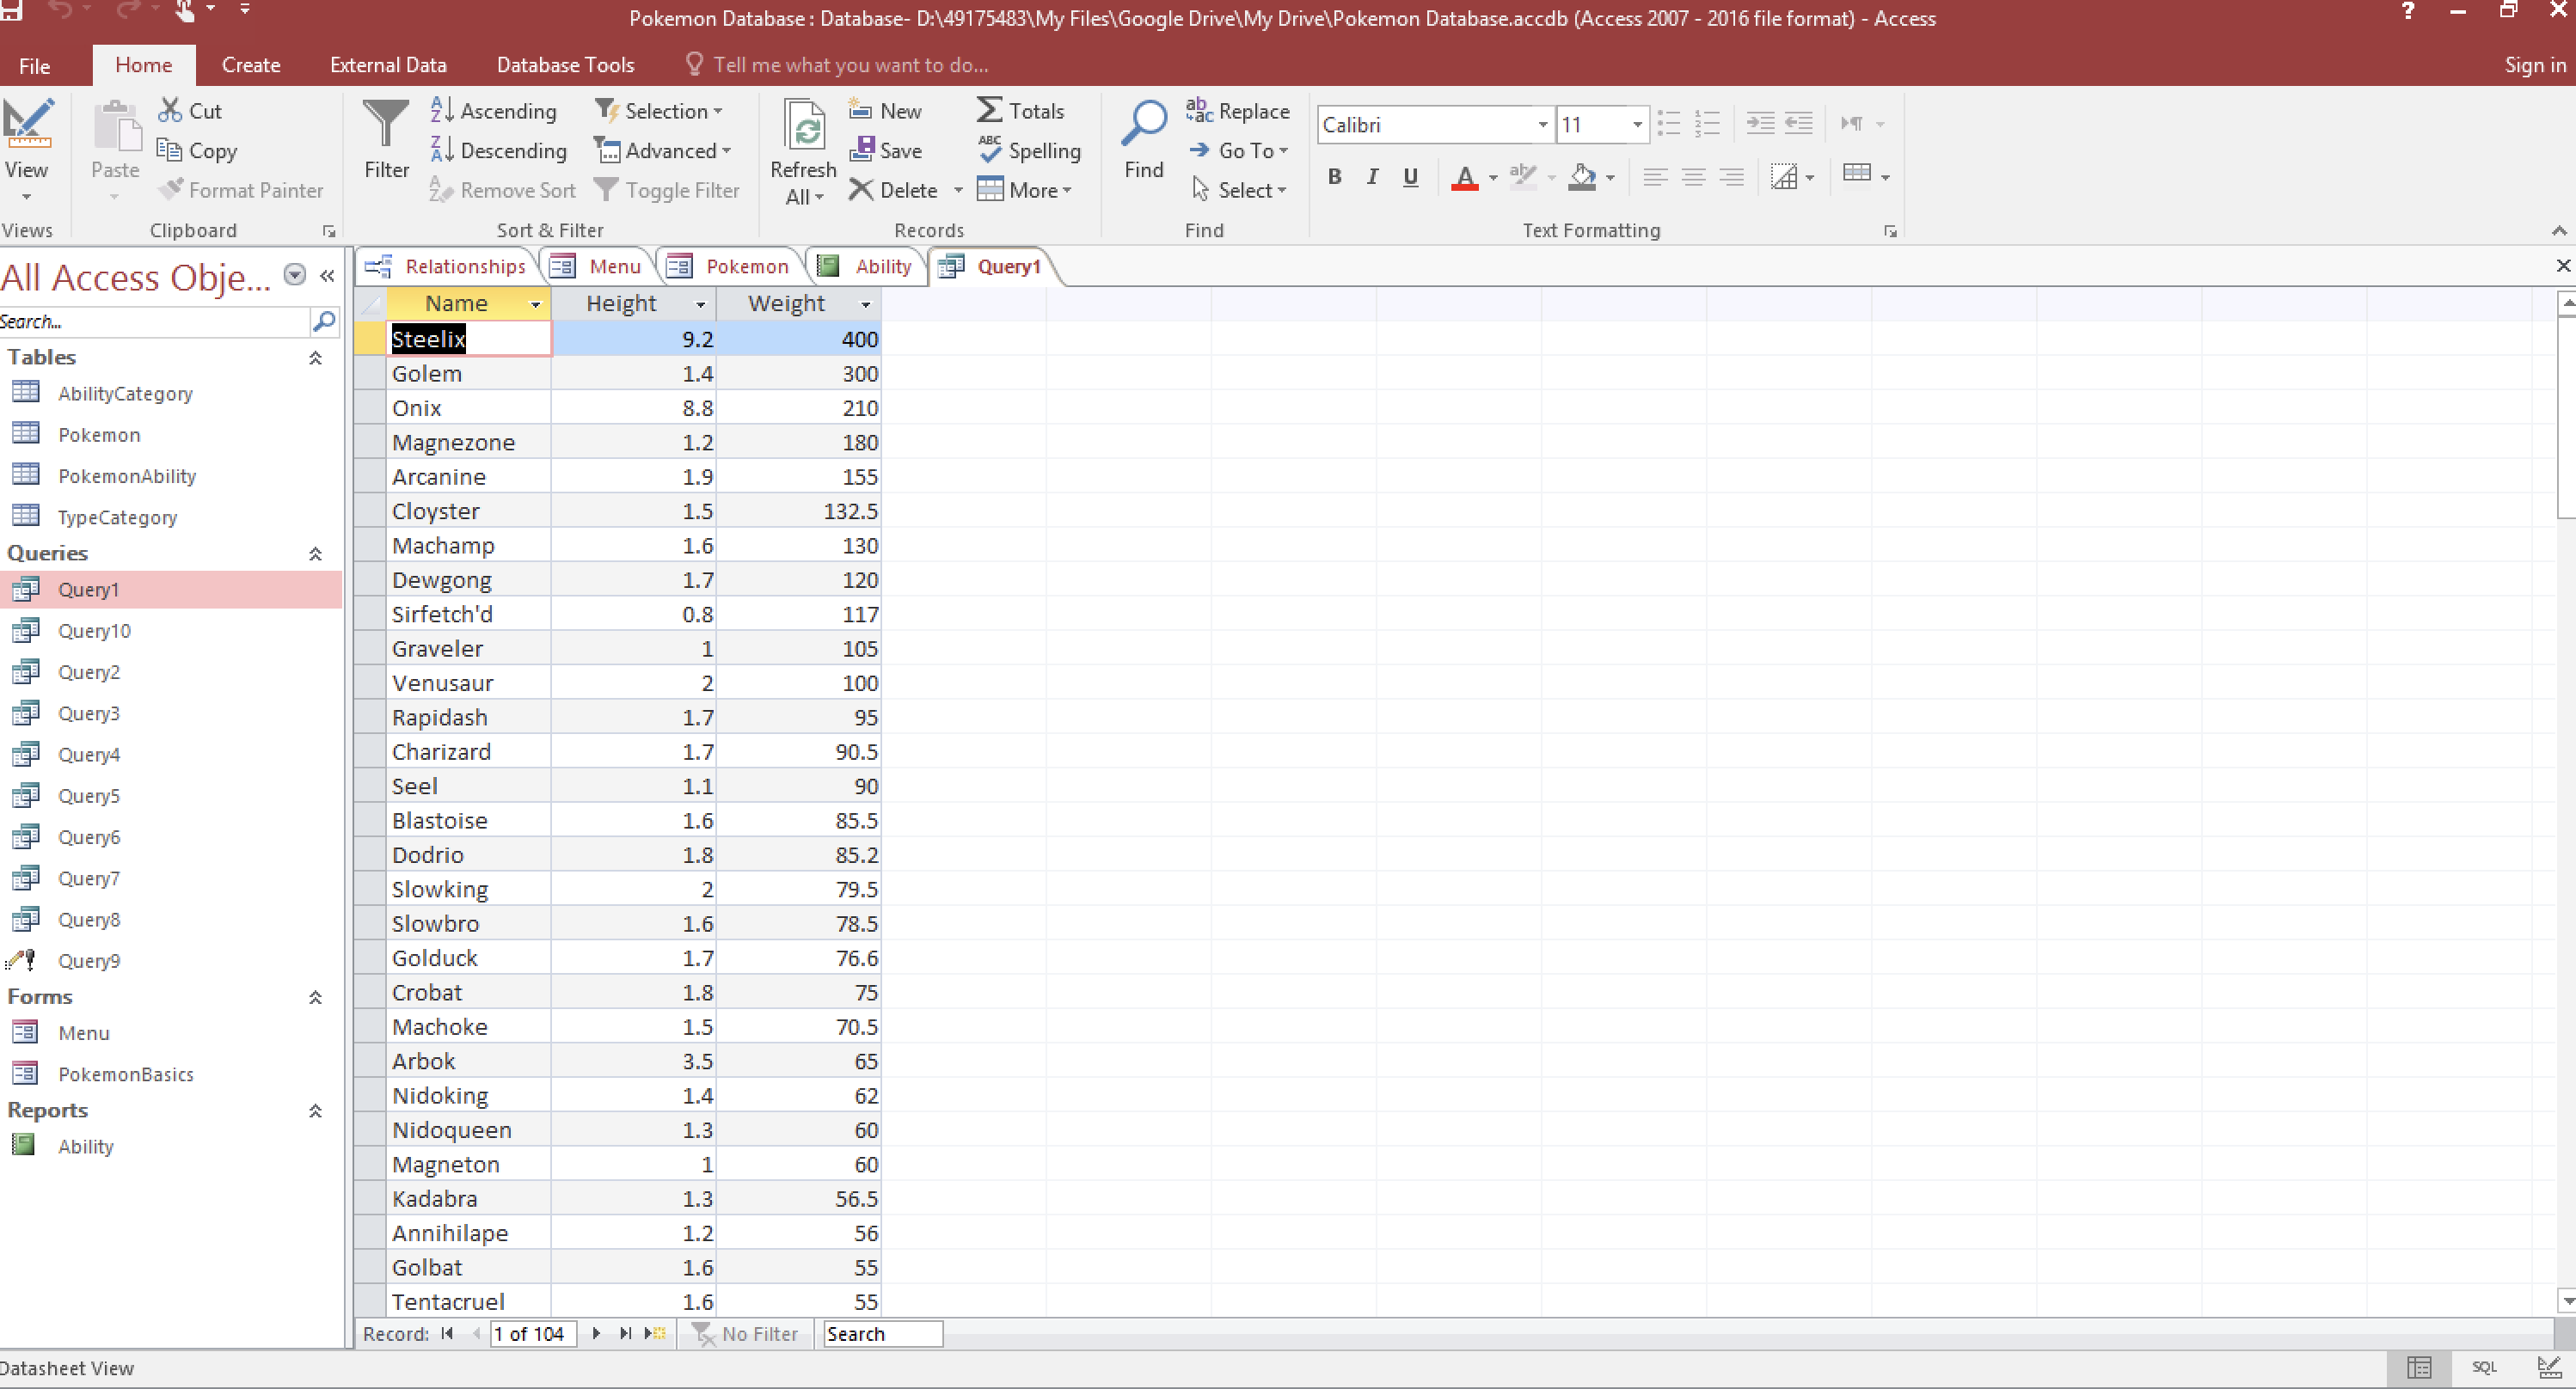 Pokemon Database : Database- D:\49175483\My Files\Google Drive\My Drive\Pokemon Database.accdb (Access 2007 - 2016 file format) - Access
?
File Home Create External Data Database Tools Tell me what you want to do... Sign in
View
Views
Paste
Cut
Copy
Format Painter
Clipboard
Filter
Ascending
Descending
Remove Sort
Selection
Advanced
Toggle Filter
Sort & Filter
Refresh
All
New
Save
Delete
Totals
Spelling
More
Records
Find
Replace
Go To
Select
Find
Calibri 11
B I U A
Text Formatting
All Access Obje...
Search...
Tables
AbilityCategory
Pokemon
PokemonAbility
TypeCategory
Queries
Query1
Query10
Query2
Query3
Query4
Query5
Query6
Query7
Query8
Query9
Forms
Menu
PokemonBasics
Reports
Ability
Relationships Menu Pokemon Ability Query1
Name Height Weight
Steelix 9.2 400
Golem 1.4 300
Onix 8.8 210
Magnezone 1.2 180
Arcanine 1.9 155
Cloyster 1.5 132.5
Machamp 1.6 130
Dewgong 1.7 120
Sirfetch'd 0.8 117
Graveler 1 105
Venusaur 2 100
Rapidash 1.7 95
Charizard 1.7 90.5
Seel 1.1 90
Blastoise 1.6 85.5
Dodrio 1.8 85.2
Slowking 2 79.5
Slowbro 1.6 78.5
Golduck 1.7 76.6
Crobat 1.8 75
Machoke 1.5 70.5
Arbok 3.5 65
Nidoking 1.4 62
Nidoqueen 1.3 60
Magneton 1 60
Kadabra 1.3 56.5
Annihilape 1.2 56
Golbat 1.6 55
Tentacruel 1.6 55
Record: 1 of 104 No Filter Search
Datasheet View SQL